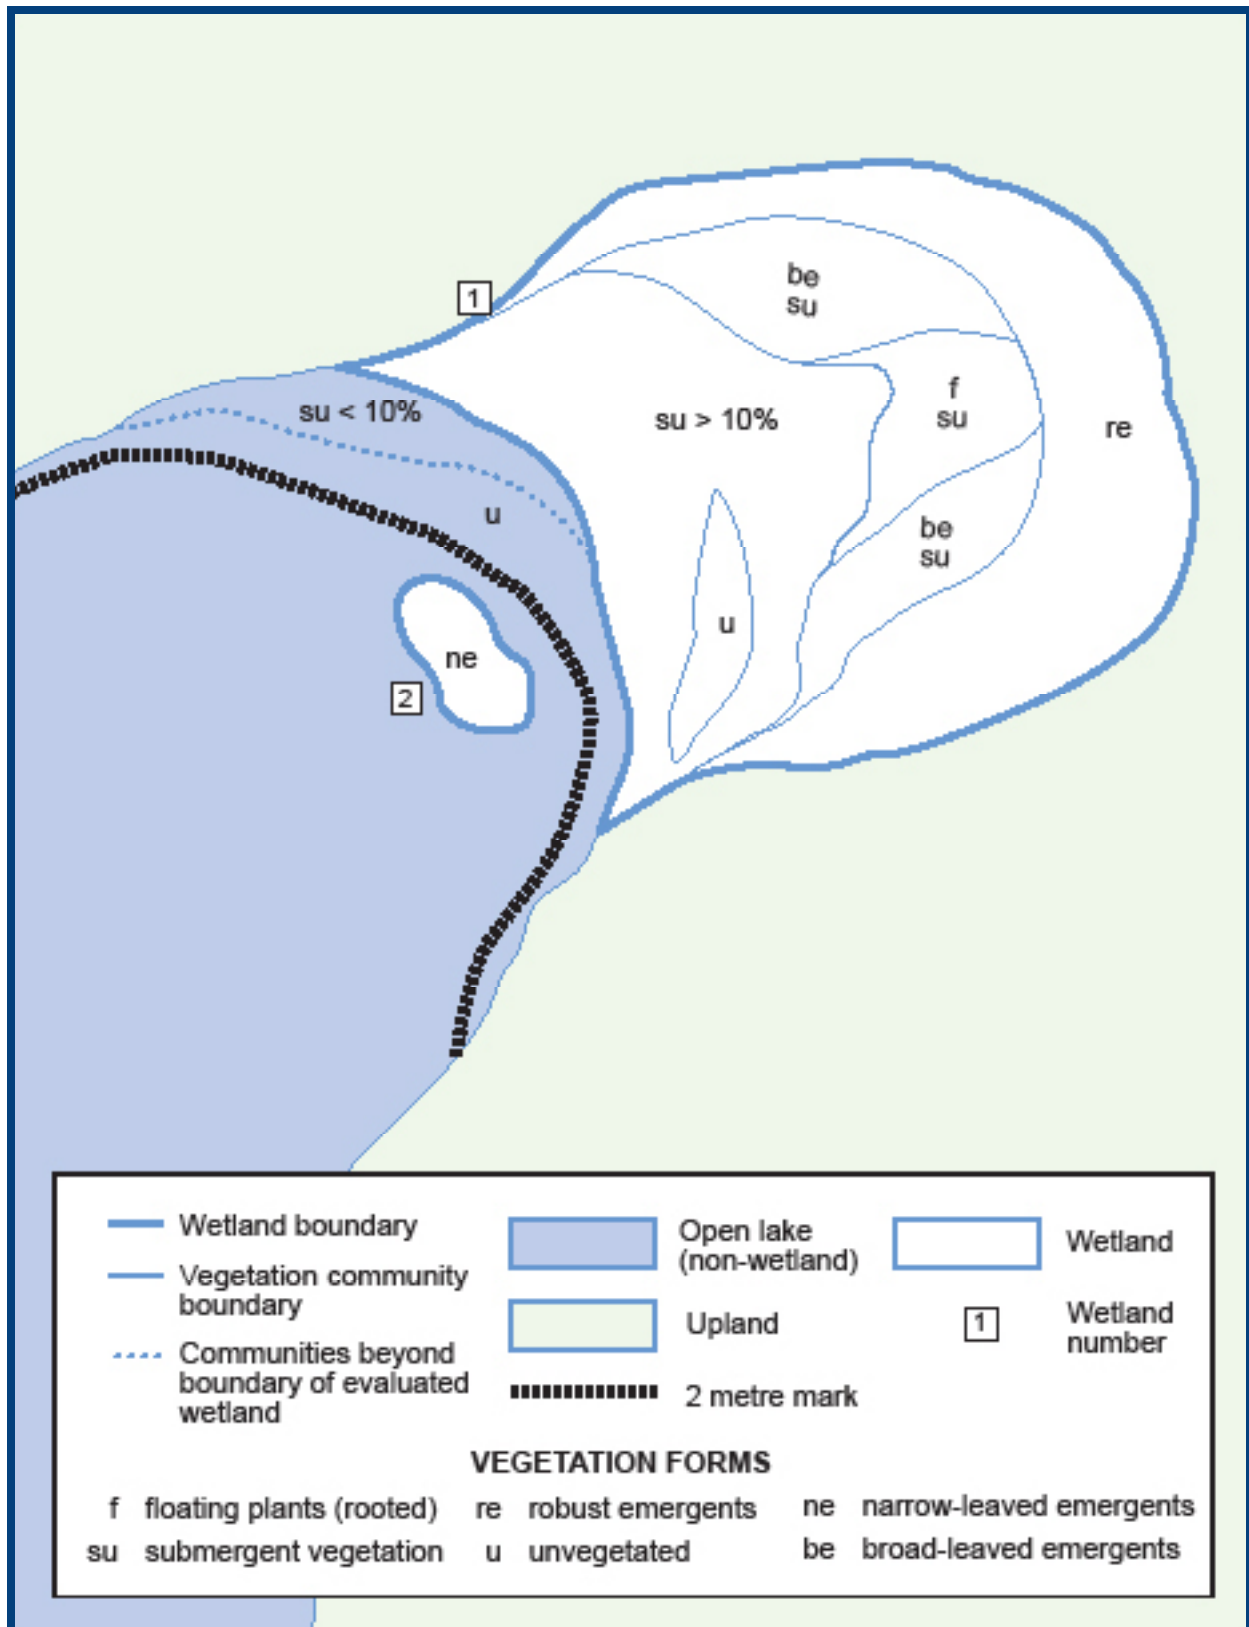 be
su
1
su < 10%
su > 10%
f
su
re
u
be
su
u
ne
2
Wetland boundary
Vegetation community
boundary
Communities beyond
boundary of evaluated
wetland
Open lake
(non-wetland)
Upland
2 metre mark
Wetland
1
Wetland
number
VEGETATION FORMS
f floating plants (rooted) re robust emergents ne narrow-leaved emergents
su submergent vegetation u unvegetated be broad-leaved emergents